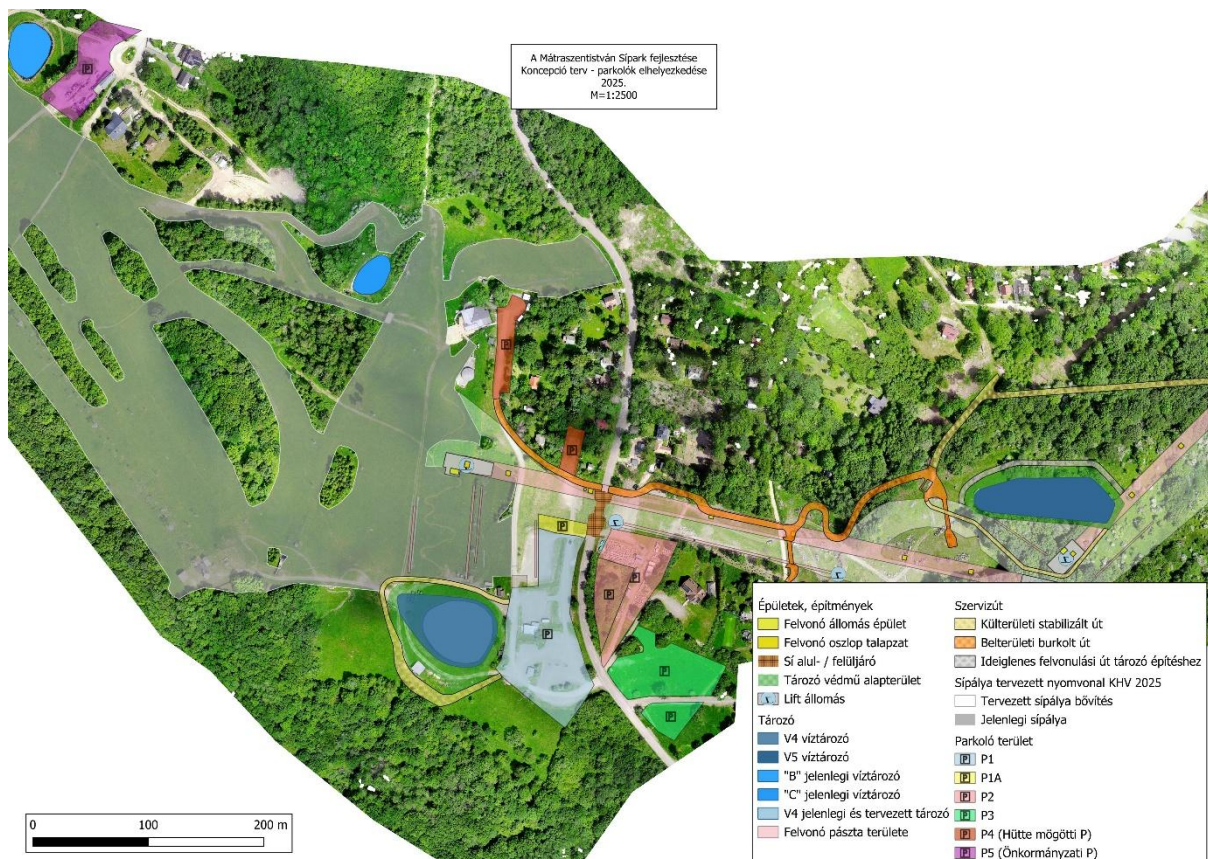 A Mátraszentistván Sípark fejlesztése
Koncepció terv - parkolók elhelyezkedése
2025.
M=1:2500
P
P
P
P
P
P
P
P
P
Épületek, építmények
Felvonó állomás épület
Felvonó oszlop talapzat
Sí alul- / felüljáró
Tározó védmű alapterület
Lift állomás
Tározó
V4 víztározó
V5 víztározó
"B" jelenlegi víztározó
"C" jelenlegi víztározó
V4 jelenlegi és tervezett tározó
Felvonó pászta területe
Szervizút
Külterületi stabilizált út
Belterületi burkolt út
Ideiglenes felvonulási út tározó építéshez
Sípálya tervezett nyomvonal KHV 2025
Tervezett sípálya bővítés
Jelenlegi sípálya
Parkoló terület
P P1
P P1A
P P2
P P3
P P4 (Hütte mögötti P)
P P5 (Önkormányzati P)
0 100 200 m